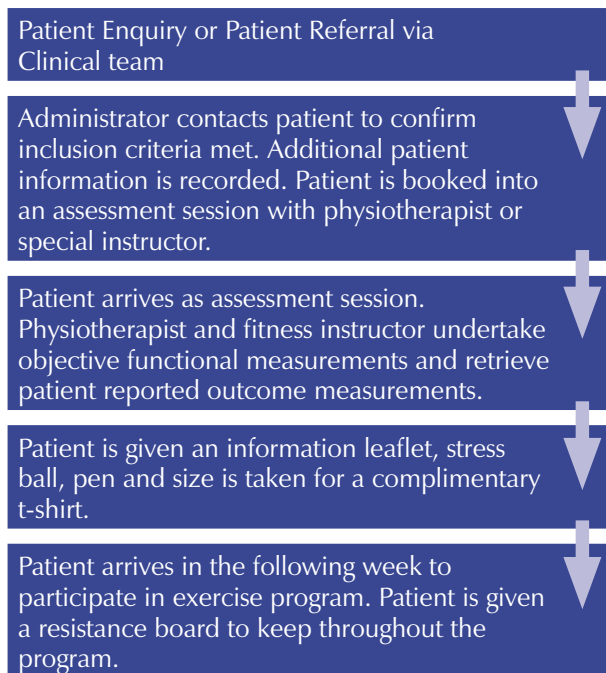 Patient Enquiry or Patient Referral via
Clinical team
Administrator contacts patient to confirm
inclusion criteria met. Additional patient
information is recorded. Patient is booked into
an assessment session with physiotherapist or
special instructor.
Patient arrives as assessment session.
Physiotherapist and fitness instructor undertake
objective functional measurements and retrieve
patient reported outcome measurements.
Patient is given an information leaflet, stress
ball, pen and size is taken for a complimentary
t-shirt.
Patient arrives in the following week to
participate in exercise program. Patient is given
a resistance board to keep throughout the
program.